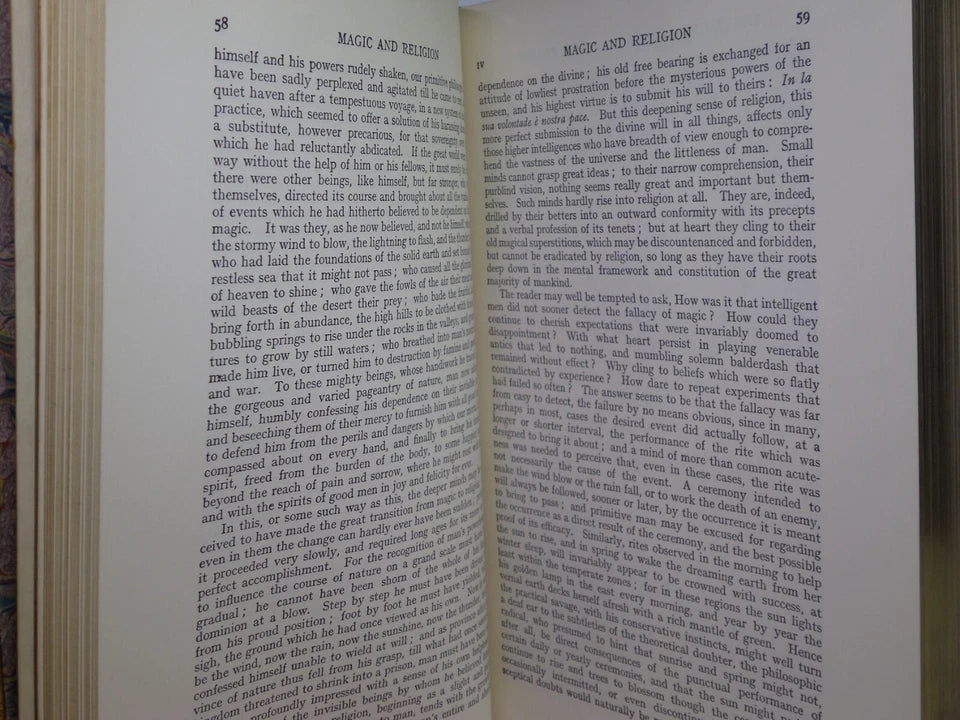 58
MAGIC AND RELIGION
himself and his powers rudely shaken, our primitive
have been sadly perplexed and agitated till he came to
quiet haven after a tempestuous voyage, in a new system of
practice, which seemed to offer a solution of his harassing
a substitute, however precarious, for that sovereignty
which he had reluctantly abdicated. If the great world
way without the help of him or his fellows, it must surely be
there were other beings, like himself, but far stronger,
themselves, directed its course and brought about all the
of events which he had hitherto believed to be dependent on
magic. It was they, as he now believed, and not he himself,
the stormy wind to blow, the lightning to flash, and the thunder
who had laid the foundations of the solid earth and set bounds
restless sea that it might not pass; who caused all the glorious
of heaven to shine; who gave the fowls of the air their
wild beasts of the desert their prey; who bade the fruitful
bring forth in abundance, the high hills to be clothed with
bubbling springs to rise under the rocks in the valleys, and
tures to grow by still waters; who breathed into man's
made him live, or turned him to destruction by famine and
and war. To these mighty beings, whose handiwork he
the gorgeous and varied pageantry of nature, man now
himself, humbly confessing his dependence on their
and beseeching them of their mercy to furnish him with all good
to defend him from the perils and dangers by which our mortal
compassed about on every hand, and finally to bring his
spirit, freed from the burden of the body, to some happier
beyond the reach of pain and sorrow, where he might rest
and with the spirits of good men in joy and felicity for ever.
In this, or some such way as this, the deeper minds may
ceived to have made the great transition from magic to religion
even in them the change can hardly ever have been sudden;
it proceeded very slowly, and required long ages for its more
perfect accomplishment. For the recognition of man's
to influence the course of nature on a grand scale must have
gradual; he cannot have been shorn of the whole of his
dominion at a blow. Step by step he must have been driven
from his proud position; foot by foot he must have yielded,
sigh, the ground which he had once viewed as his own. Now
be the wind, now the rain, now the sunshine, now the thunder,
confessed himself unable to wield at will; and as province
vince of nature thus fell from his grasp, till what had once
kingdom threatened to shrink into a prison, man must have been
profoundly impressed with a sense of his own
of the invisible beings by whom he believed
religion, beginning as a slight and
to man, tends with the
man's entire and
59
IV
MAGIC AND RELIGION
dependence on the divine; his old free bearing is exchanged for an
attitude of lowliest prostration before the mysterious powers of the
unseen, and his highest virtue is to submit his will to theirs: In la
sua volontade è nostra pace. But this deepening sense of religion, this
more perfect submission to the divine will in all things, affects only
those higher intelligences who have breadth of view enough to compre-
hend the vastness of the universe and the littleness of man. Small
minds cannot grasp great ideas; to their narrow comprehension, their
purblind vision, nothing seems really great and important but them-
selves. Such minds hardly rise into religion at all. They are, indeed,
drilled by their betters into an outward conformity with its precepts
and a verbal profession of its tenets; but at heart they cling to their
old magical superstitions, which may be discountenanced and forbidden,
but cannot be eradicated by religion, so long as they have their roots
deep down in the mental framework and constitution of the great
majority of mankind.
The reader may well be tempted to ask, How was it that intelligent
men did not sooner detect the fallacy of magic? How could they
continue to cherish expectations that were invariably doomed to
disappointment? With what heart persist in playing venerable
antics that led to nothing, and mumbling solemn balderdash that
remained without effect? Why cling to beliefs which were so flatly
contradicted by experience? How dare to repeat experiments that
had failed so often? The answer seems to be that the fallacy was far
from easy to detect, the failure by no means obvious, since in many,
perhaps in most, cases the desired event did actually follow, at a
longer or shorter interval, the performance of the rite which was
designed to bring it about; and a mind of more than common acute-
ness was needed to perceive that, even in these cases, the rite was
not necessarily the cause of the event. A ceremony intended to
make the wind blow or the rain fall, or to work the death of an enemy,
will always be followed, sooner or later, by the occurrence it is meant
to bring to pass; and primitive man may be excused for regarding
the occurrence as a direct result of the ceremony, and the best possible
proof of its efficacy. Similarly, rites observed in the morning to help
the sun to rise, and in spring to wake the dreaming earth from her
winter sleep, will invariably appear to be crowned with success, at
least within the temperate zones; for in these regions the sun lights
his golden lamp in the east every morning, and year by year the
vernal earth decks herself afresh with a rich mantle of green. Hence
the practical savage, with his conservative instincts, might well turn
a deaf ear to the subtleties of the theoretical doubter, the philosophic
radical, who presumed to hint that sunrise and spring might not,
after all, be direct consequences of the punctual performance of
certain daily or yearly ceremonies, and that the sun might
continue to rise and trees to blossom though the
occasionally intermitted, or even discontinued
sceptical doubts would naturally be